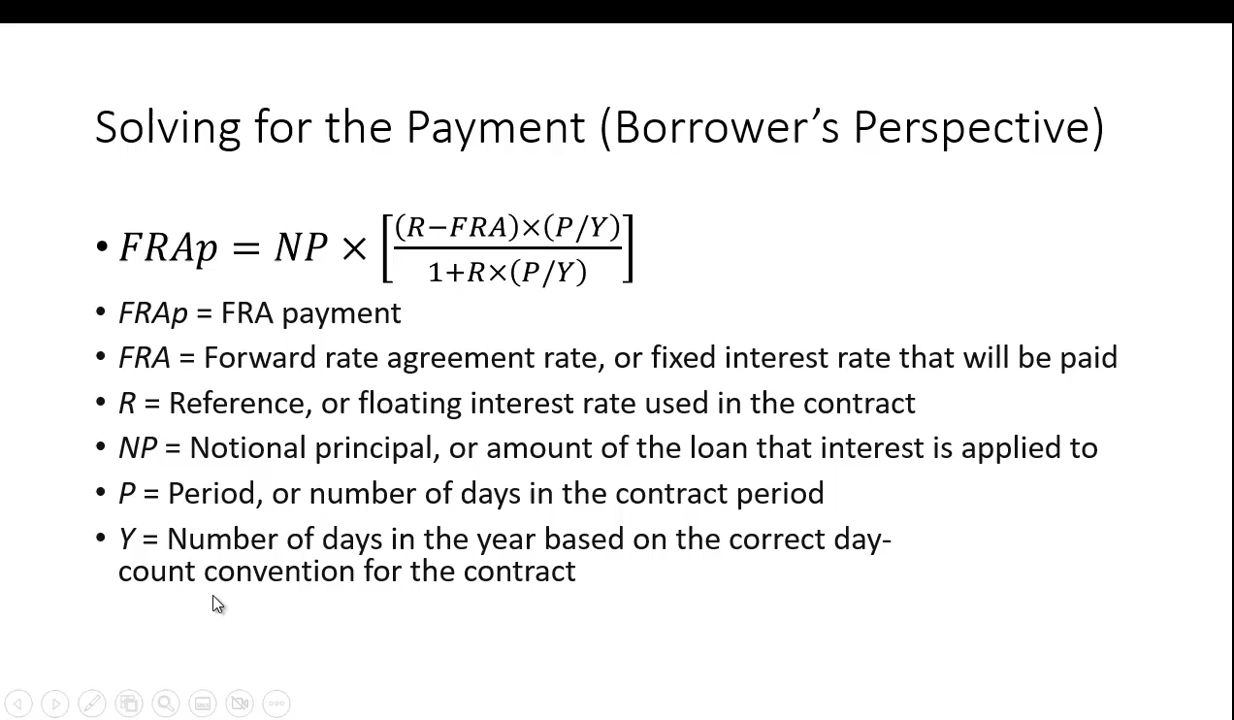 Solving for the Payment (Borrower’s Perspective)
• FRAp = NP × [(R−FRA)×(P/Y) / 1+R×(P/Y)]
• FRAp = FRA payment
• FRA = Forward rate agreement rate, or fixed interest rate that will be paid
• R = Reference, or floating interest rate used in the contract
• NP = Notional principal, or amount of the loan that interest is applied to
• P = Period, or number of days in the contract period
• Y = Number of days in the year based on the correct day-
count convention for the contract